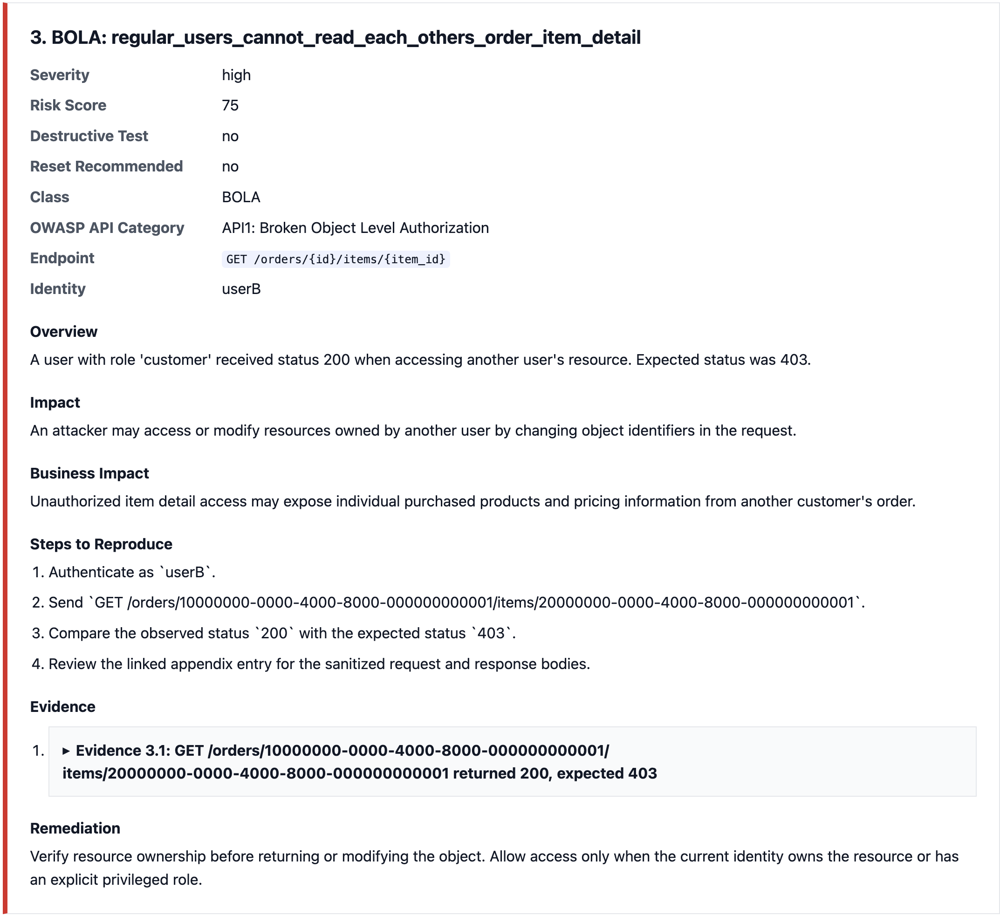 3. BOLA: regular_users_cannot_read_each_others_order_item_detail
Severity high
Risk Score 75
Destructive Test no
Reset Recommended no
Class BOLA
OWASP API Category API1: Broken Object Level Authorization
Endpoint GET /orders/{id}/items/{item_id}
Identity userB
Overview
A user with role 'customer' received status 200 when accessing another user's resource. Expected status was 403.
Impact
An attacker may access or modify resources owned by another user by changing object identifiers in the request.
Business Impact
Unauthorized item detail access may expose individual purchased products and pricing information from another customer's order.
Steps to Reproduce
1. Authenticate as `userB`.
2. Send `GET /orders/10000000-0000-4000-8000-000000000001/items/20000000-0000-4000-8000-000000000001`.
3. Compare the observed status `200` with the expected status `403`.
4. Review the linked appendix entry for the sanitized request and response bodies.
Evidence
1. ▸ Evidence 3.1: GET /orders/10000000-0000-4000-8000-000000000001/
items/20000000-0000-4000-8000-000000000001 returned 200, expected 403
Remediation
Verify resource ownership before returning or modifying the object. Allow access only when the current identity owns the resource or has
an explicit privileged role.